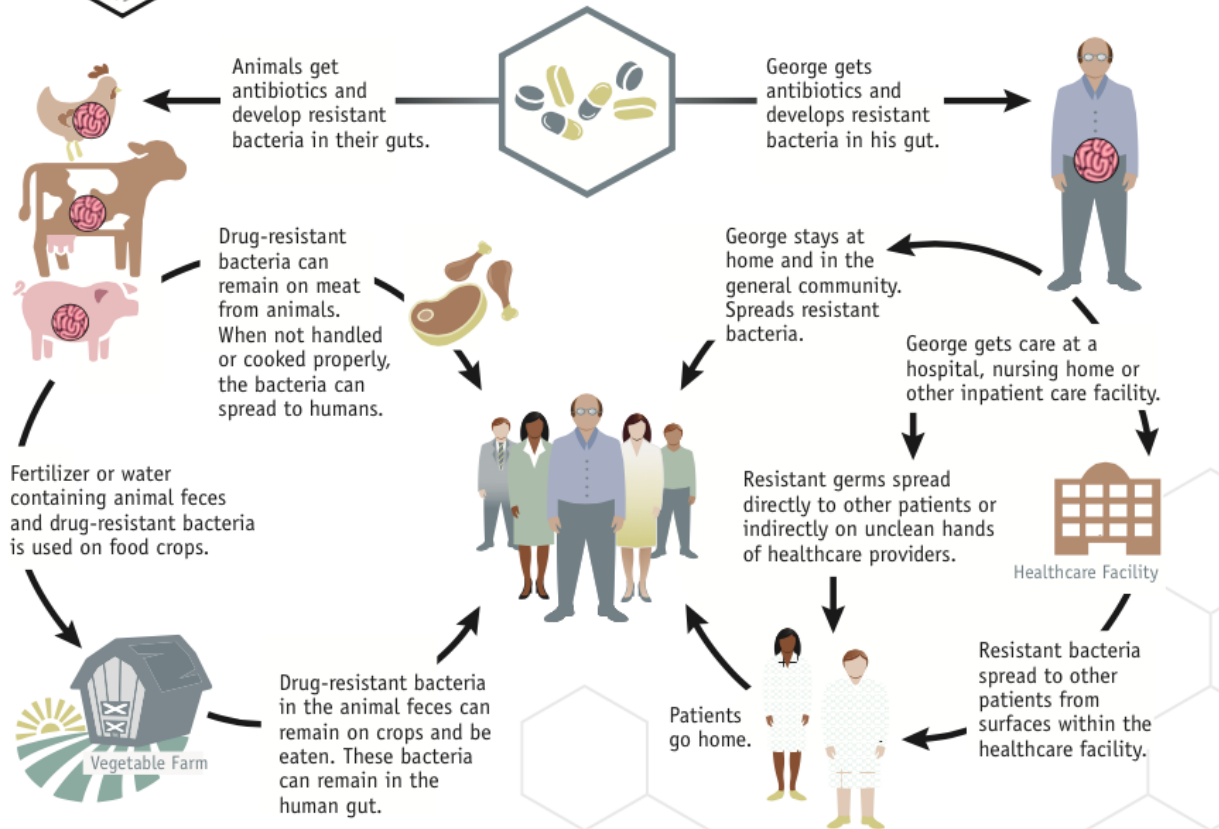 Animals get
antibiotics and
develop resistant
bacteria in their guts.
George gets
antibiotics and
develops resistant
bacteria in his gut.
Drug-resistant
bacteria can
remain on meat
from animals.
When not handled
or cooked properly,
the bacteria can
spread to humans.
George stays at
home and in the
general community.
Spreads resistant
bacteria.
George gets care at a
hospital, nursing home or
other inpatient care facility.
Fertilizer or water
containing animal feces
and drug-resistant bacteria
is used on food crops.
Resistant germs spread
directly to other patients or
indirectly on unclean hands
of healthcare providers.
Healthcare Facility
Vegetable Farm
Drug-resistant bacteria
in the animal feces can
remain on crops and be
eaten. These bacteria
can remain in the
human gut.
Patients
go home.
Resistant bacteria
spread to other
patients from
surfaces within the
healthcare facility.